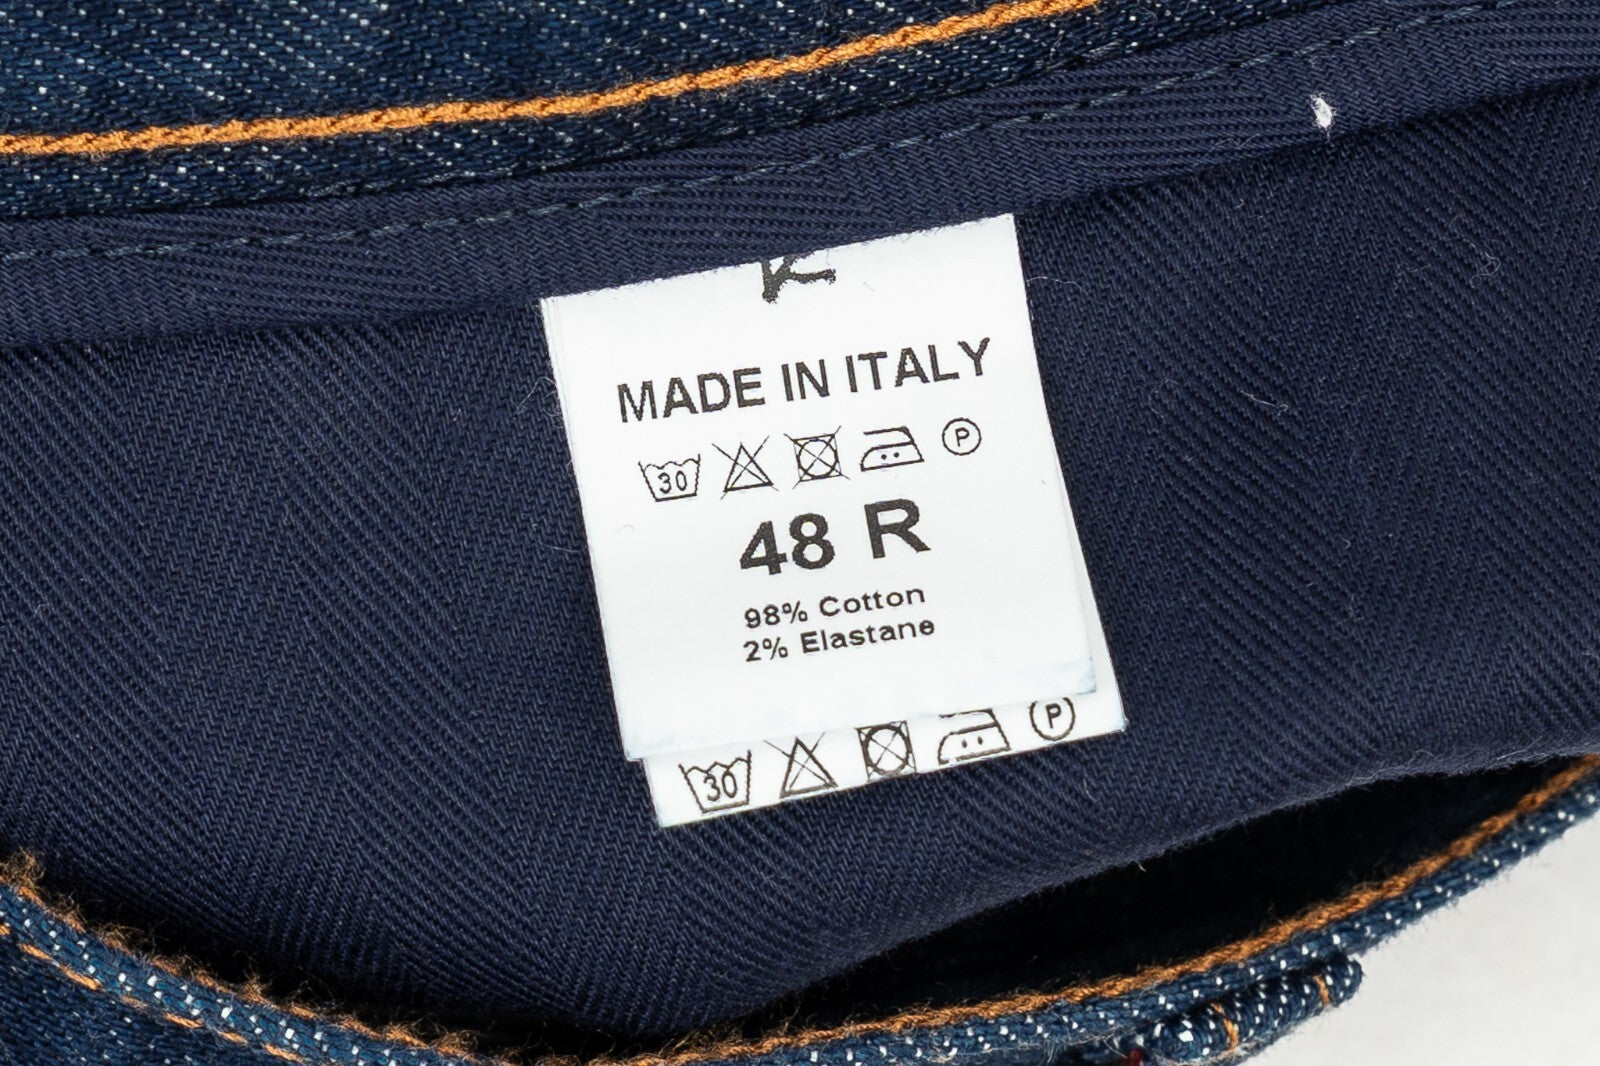 K
MADE IN ITALY
30 P
48 R
98% Cotton
2% Elastane
30 P